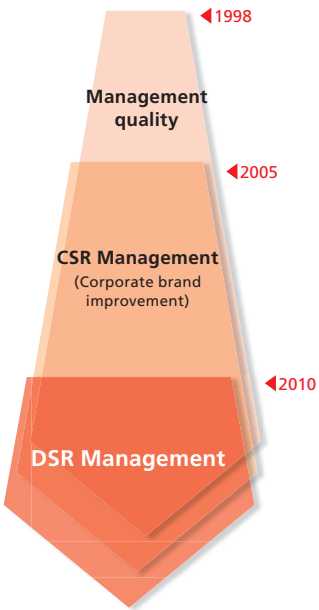 ◀1998
Management
quality
◀2005
CSR Management
(Corporate brand
improvement)
◀2010
DSR Management